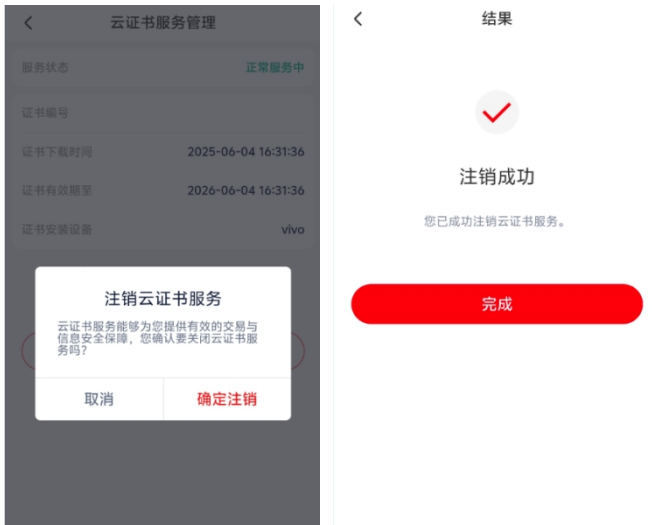 云证书服务管理
服务状态
正常服务中
证书编号
证书下载时间
2025-06-04 16:31:36
证书有效期至
2026-06-04 16:31:36
证书安装设备
vivo
注销云证书服务
云证书服务能够为您提供有效的交易与
信息安全保障，您确认要关闭云证书服
务吗？
取消
确定注销
结果
注销成功
您已成功注销云证书服务。
完成